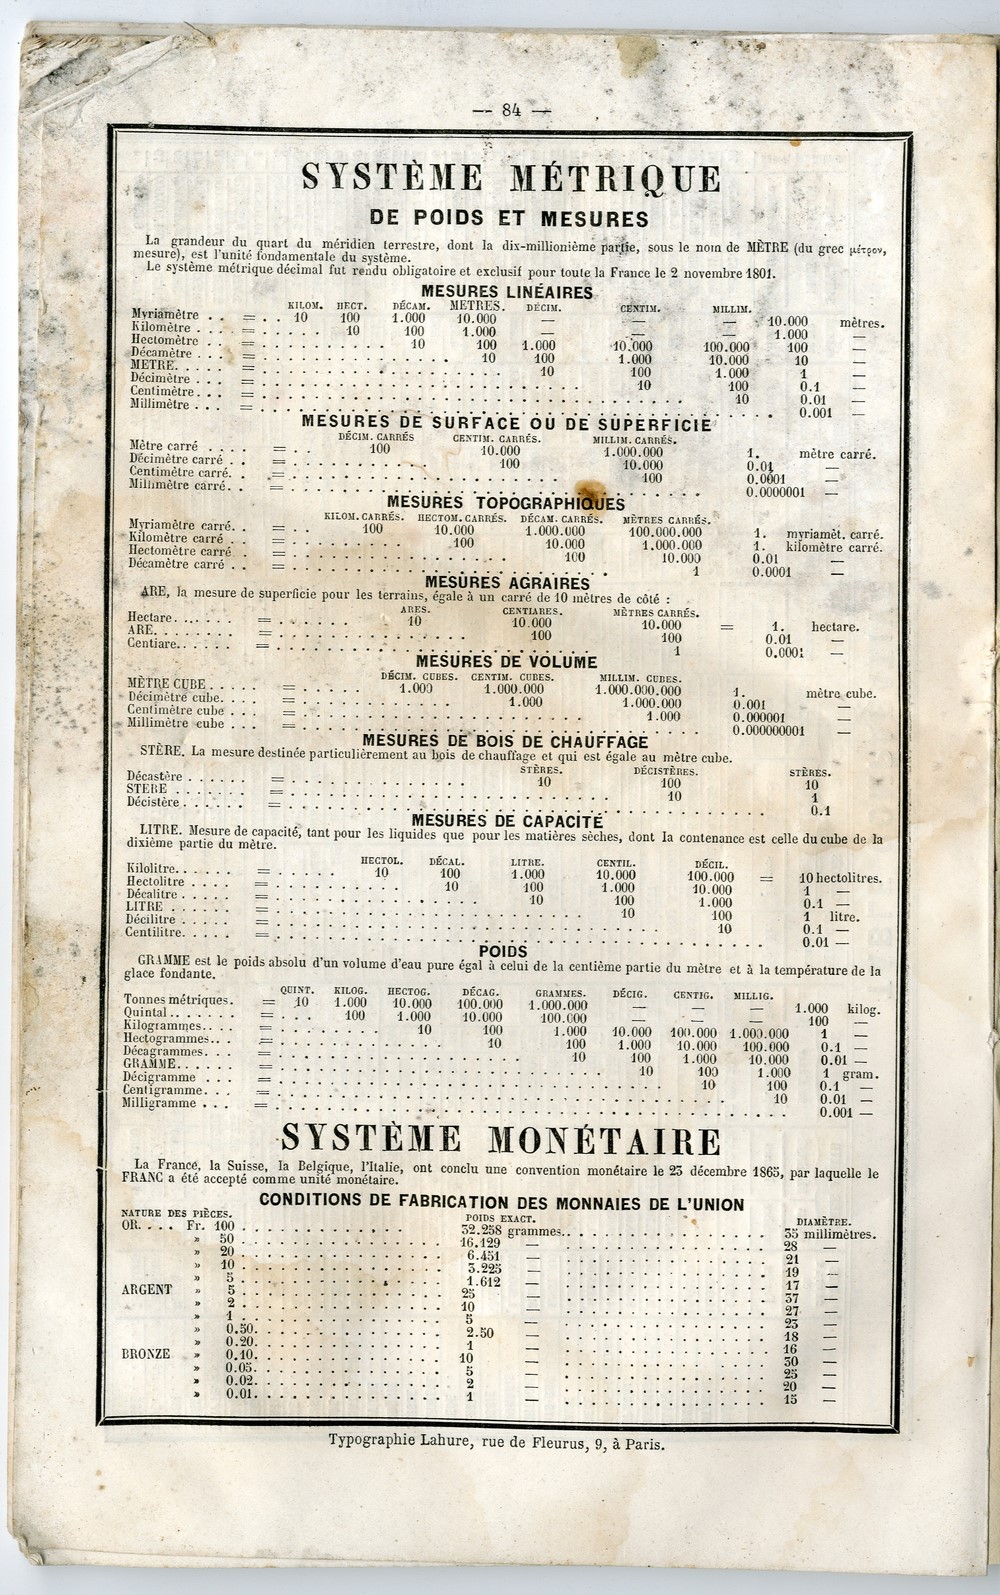 — 84 —
SYSTÈME MÉTRIQUE
DE POIDS ET MESURES
La grandeur du quart du méridien terrestre, dont la dix-millionième partie, sous le nom de MÈTRE (du grec μέτρον,
mesure), est l'unité fondamentale du système.
Le système métrique décimal fut rendu obligatoire et exclusif pour toute la France le 2 novembre 1801.
MESURES LINÉAIRES
KILOM. HECT. DÉCAM. METRES. DÉCIM. CENTIM. MILLIM.
Myriamètre . . = . . 10 100 1.000 10.000 — — — 10.000 mètres.
Kilomètre . . . = . . . . . 10 100 1.000 — — — 1.000 —
Hectomètre . . = . . . . . 10 100 1.000 10.000 100.000 100 —
Décamètre . . . = . . . . . 10 100 1.000 10.000 10 —
METRE. . . . . = . . . . . 10 100 1.000 1 —
Décimètre . . . = . . . . . 10 100 0.1 —
Centimètre . . . = . . . . . 10 0.01 —
Millimètre . . . = . . . . . 0.001 —
MESURES DE SURFACE OU DE SUPERFICIE
DÉCIM. CARRÉS CENTIM. CARRÉS. MILLIM. CARRÉS.
Mètre carré . . . . = . . 100 10.000 1.000.000 1. mètre carré.
Décimètre carré . . = . . . . . 100 10.000 0.01 —
Centimètre carré. . = . . . . . 100 0.0001 —
Millimètre carré. . = . . . . . 0.0000001 —
MESURES TOPOGRAPHIQUES
KILOM. CARRÉS. HECTOM. CARRÉS. DÉCAM. CARRÉS. MÈTRES CARRÉS.
Myriamètre carré. . = . . 100 10.000 1.000.000 100.000.000 1. myriamèt. carré.
Kilomètre carré . . = . . . . . 100 10.000 1.000.000 1. kilomètre carré.
Hectomètre carré . = . . . . . 100 10.000 0.01 —
Décamètre carré . . = . . . . . 1 0.0001 —
MESURES AGRAIRES
ARE, la mesure de superficie pour les terrains, égale à un carré de 10 mètres de côté :
ARES. CENTIARES. MÈTRES CARRÉS.
Hectare. . . . . = . . . . . 10 10.000 10.000 = 1. hectare.
ARE. . . . . . . . = . . . . . 100 100 0.01 —
Centiare. . . . . . = . . . . . 1 0.0001 —
MESURES DE VOLUME
DÉCIM. CUBES. CENTIM. CUBES. MILLIM. CUBES.
MÈTRE CUBE . . . . . = . . . . . 1.000 1.000.000 1.000.000.000 1. mètre cube.
Décimètre cube. . . . = . . . . . 1.000 1.000.000 0.001 —
Centimètre cube . . . = . . . . . 1.000 0.000001 —
Millimètre cube . . . = . . . . . 0.000000001 —
MESURES DE BOIS DE CHAUFFAGE
STÈRE. La mesure destinée particulièrement au bois de chauffage et qui est égale au mètre cube.
STÈRES. DÉCISTÈRES. STÈRES.
Décastère . . . . . . = . . . . . 10 100 10
STERE . . . . . . . . = . . . . . 10 1
Décistère. . . . . . = . . . . . 0.1
MESURES DE CAPACITÉ
LITRE. Mesure de capacité, tant pour les liquides que pour les matières sèches, dont la contenance est celle du cube de la
dixième partie du mètre.
HECTOL. DÉCAL. LITRE. CENTIL. DÉCIL.
Kilolitre. . . . . . = . . . . . 10 100 1.000 10.000 100.000 = 10 hectolitres.
Hectolitre . . . . = . . . . . 10 100 1.000 10.000 1 —
Décalitre . . . . . = . . . . . 10 100 1.000 0.1 —
LITRE . . . . . . = . . . . . 10 100 1 litre.
Décilitre . . . . . = . . . . . 10 0.1 —
Centilitre. . . . . = . . . . . 0.01 —
POIDS
GRAMME est le poids absolu d'un volume d'eau pure égal à celui de la centième partie du mètre et à la température de la
glace fondante.
QUINT. KILOG. HECTOG. DÉCAG. GRAMMES. DÉCIG. CENTIG. MILLIG.
Tonnes métriques. = 10 1.000 10.000 100.000 1.000.000 — — — 1.000 kilog.
Quintal . . . . . . . = . . . 100 1.000 10.000 100.000 — — — 100 —
Kilogrammes. . . . = . . . . . 10 100 1.000 10.000 100.000 1.000.000 1 —
Hectogrammes. . . = . . . . . 10 100 1.000 10.000 100.000 0.1 —
Décagrammes. . . = . . . . . 10 100 1.000 10.000 0.01 —
GRAMME. . . . . . = . . . . . 10 100 1.000 1 gram.
Décigramme . . . = . . . . . 10 100 0.1 —
Centigramme. . . = . . . . . 10 0.01 —
Milligramme . . . = . . . . . 0.001 —
SYSTÈME MONÉTAIRE
La France, la Suisse, la Belgique, l'Italie, ont conclu une convention monétaire le 23 décembre 1865, par laquelle le
FRANC a été accepté comme unité monétaire.
CONDITIONS DE FABRICATION DES MONNAIES DE L'UNION
NATURE DES PIÈCES. POIDS EXACT. DIAMÈTRE.
OR. . . . Fr. 100 . . . . . 32.258 grammes. . . . . . 35 millimètres.
» 50 . . . . . 16.129 — . . . . . 28 —
» 20 . . . . . 6.451 — . . . . . 21 —
» 10 . . . . . 3.225 — . . . . . 19 —
» 5 . . . . . 1.612 — . . . . . 17 —
ARGENT » 5 . . . . . 25 — . . . . . 37 —
» 2 . . . . . 10 — . . . . . 27 —
» 1 . . . . . 5 — . . . . . 23 —
» 0.50. . . . . 2.50 — . . . . . 18 —
» 0.20. . . . . 1 — . . . . . 16 —
BRONZE » 0.10. . . . . 10 — . . . . . 30 —
» 0.05. . . . . 5 — . . . . . 25 —
» 0.02. . . . . 2 — . . . . . 20 —
» 0.01. . . . . 1 — . . . . . 15 —
Typographie Lahure, rue de Fleurus, 9, à Paris.